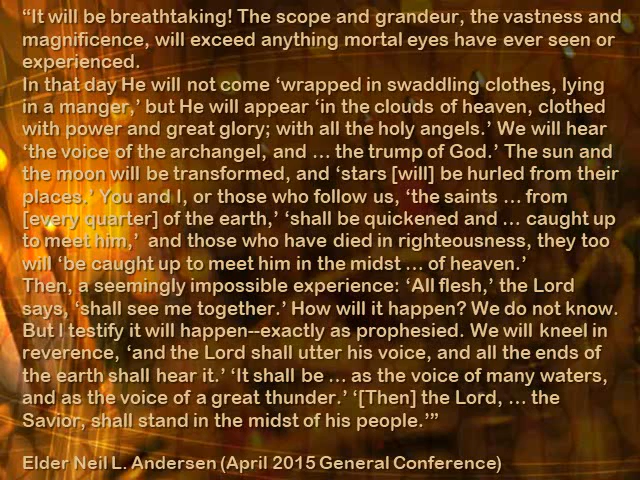 “It will be breathtaking! The scope and grandeur, the vastness and
magnificence, will exceed anything mortal eyes have ever seen or
experienced.
In that day He will not come ‘wrapped in swaddling clothes, lying
in a manger,’ but He will appear ‘in the clouds of heaven, clothed
with power and great glory; with all the holy angels.’ We will hear
‘the voice of the archangel, and … the trump of God.’ The sun and
the moon will be transformed, and ‘stars [will] be hurled from their
places.’ You and I, or those who follow us, ‘the saints … from
[every quarter] of the earth,’ ‘shall be quickened and … caught up
to meet him,’ and those who have died in righteousness, they too
will ‘be caught up to meet him in the midst … of heaven.’
Then, a seemingly impossible experience: ‘All flesh,’ the Lord
says, ‘shall see me together.’ How will it happen? We do not know.
But I testify it will happen--exactly as prophesied. We will kneel in
reverence, ‘and the Lord shall utter his voice, and all the ends of
the earth shall hear it.’ ‘It shall be … as the voice of many waters,
and as the voice of a great thunder.’ ‘[Then] the Lord, … the
Savior, shall stand in the midst of his people.’”
Elder Neil L. Andersen (April 2015 General Conference)